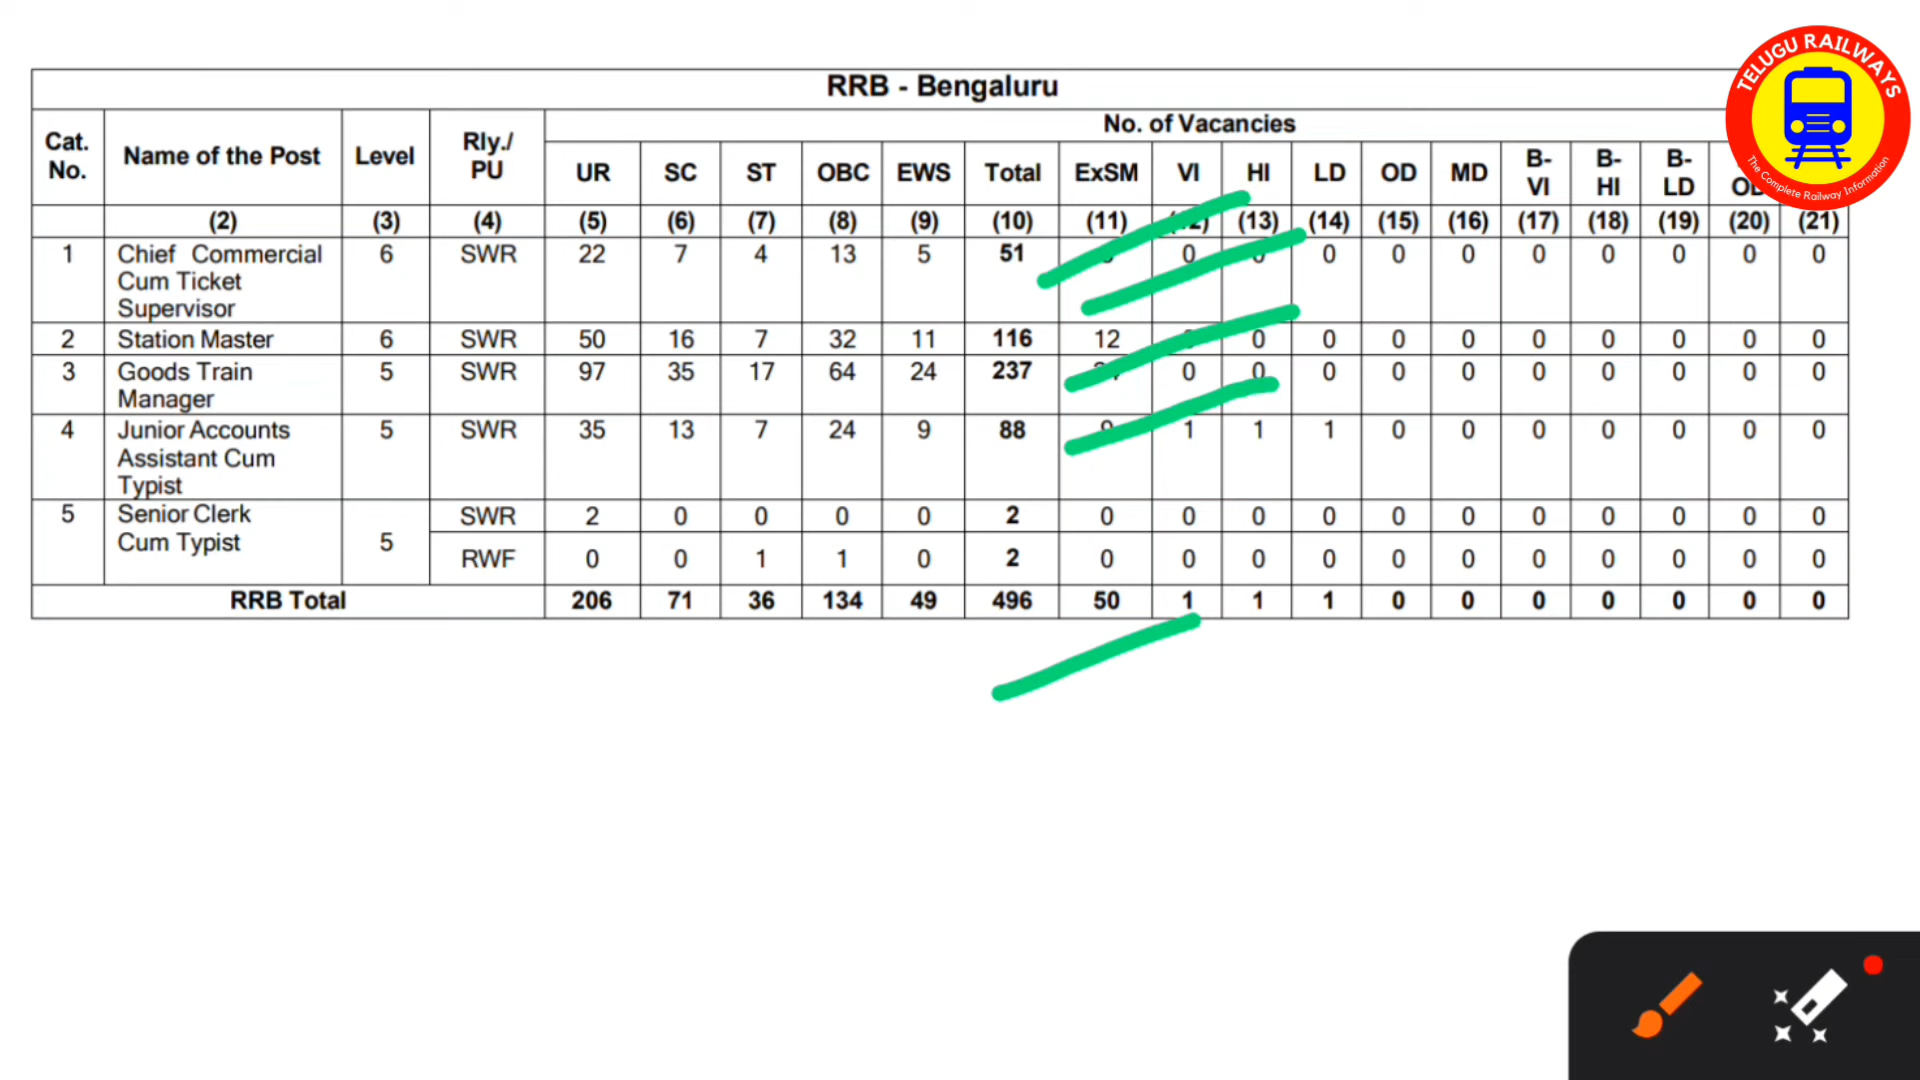 TELUGU RAILWAYS
The Complete Railway Information
RRB - Bengaluru
Cat. No. Name of the Post Level Rly./ PU No. of Vacancies
UR SC ST OBC EWS Total ExSM VI HI LD OD MD B-VI B-HI B-LD
(2) (3) (4) (5) (6) (7) (8) (9) (10) (11) (13) (14) (15) (16) (17) (18) (19) (20) (21)
1 Chief Commercial Cum Ticket Supervisor 6 SWR 22 7 4 13 5 51 0 0 0 0 0 0 0 0 0 0
2 Station Master 6 SWR 50 16 7 32 11 116 12 0 0 0 0 0 0 0 0 0
3 Goods Train Manager 5 SWR 97 35 17 64 24 237 0 0 0 0 0 0 0 0 0 0
4 Junior Accounts Assistant Cum Typist 5 SWR 35 13 7 24 9 88 9 1 1 1 0 0 0 0 0 0 0
5 Senior Clerk Cum Typist 5 SWR 2 0 0 0 0 2 0 0 0 0 0 0 0 0 0 0 0
RWF 0 0 1 1 0 2 0 0 0 0 0 0 0 0 0 0 0
RRB Total 206 71 36 134 49 496 50 1 1 1 0 0 0 0 0 0 0